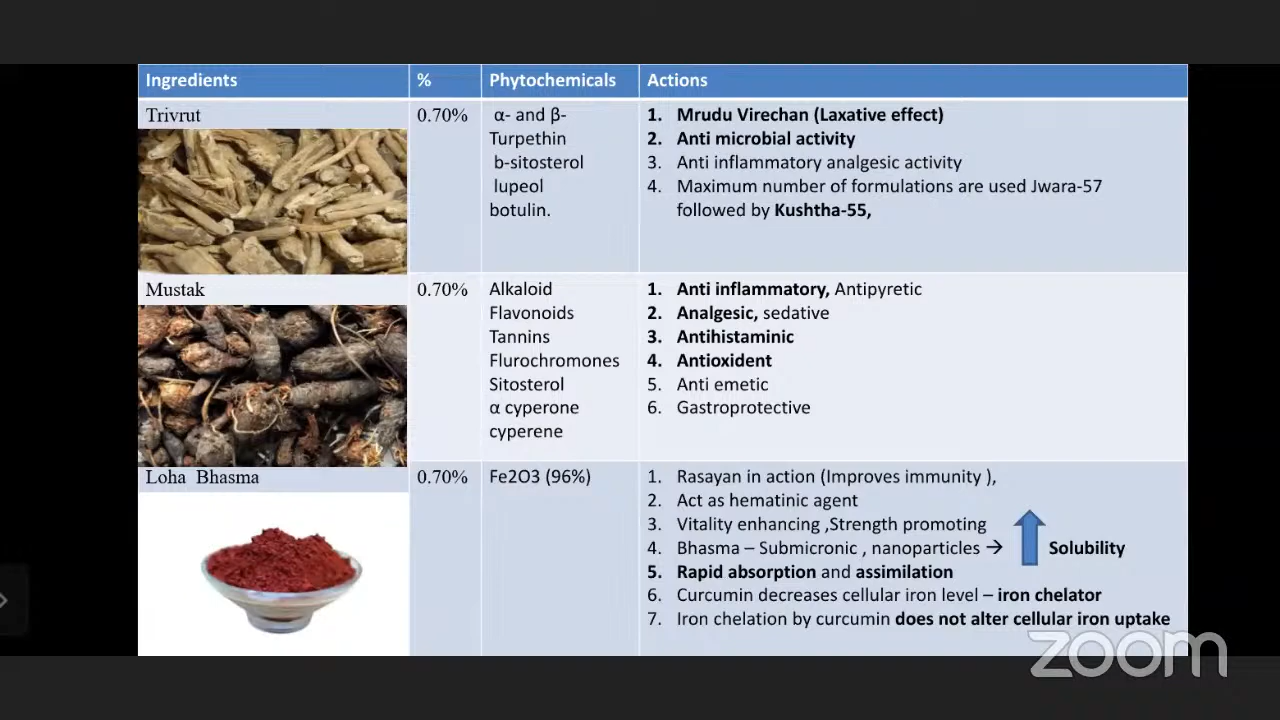 Ingredients % Phytochemicals Actions
Trivrut 0.70% α- and β- 1. Mrudu Virechan (Laxative effect)
Turpethin 2. Anti microbial activity
b-sitosterol 3. Anti inflammatory analgesic activity
lupeol 4. Maximum number of formulations are used Jwara-57
botulin. followed by Kushtha-55,
Mustak 0.70% Alkaloid 1. Anti inflammatory, Antipyretic
Flavonoids 2. Analgesic, sedative
Tannins 3. Antihistaminic
Flurochromones 4. Antioxident
Sitosterol 5. Anti emetic
α cyperone 6. Gastroprotective
cyperene
Loha Bhasma 0.70% Fe2O3 (96%) 1. Rasayan in action (Improves immunity ),
2. Act as hematinic agent
3. Vitality enhancing ,Strength promoting
4. Bhasma – Submicronic , nanoparticles → Solubility
5. Rapid absorption and assimilation
6. Curcumin decreases cellular iron level – iron chelator
7. Iron chelation by curcumin does not alter cellular iron uptake
zoom